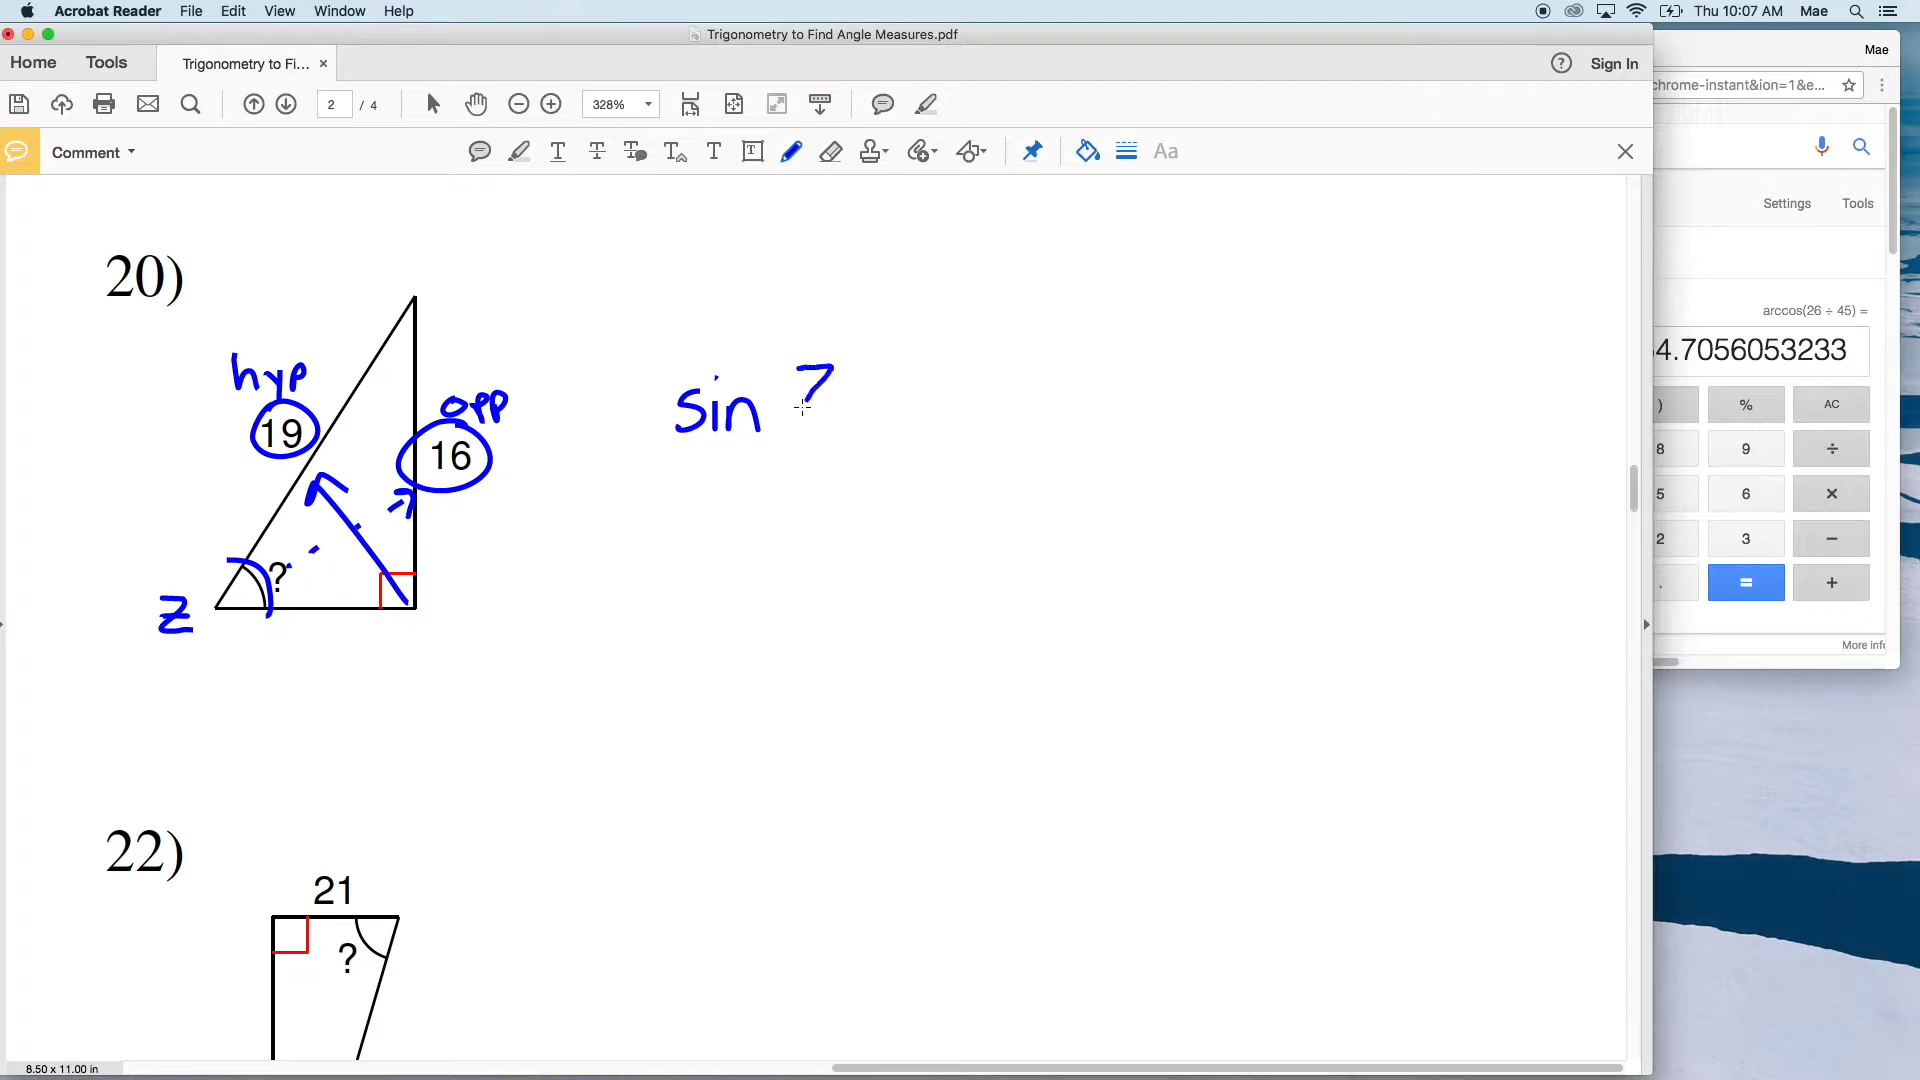 Acrobat Reader File Edit View Window Help Thu 10:07 AM Mae
Trigonometry to Find Angle Measures.pdf
Mae
Home Tools Trigonometry to Fi... × ? Sign In
chrome-instant&ion=1&e...
2 / 4 328%
Comment Aa
Settings Tools
20)
arccos(26 ÷ 45) =
4.7056053233
hyp
opp
sin
19
16
) % AC
8 9 ÷
5 6 ×
2 3 −
. = +
?
z
More info
22)
21
?
8.50 x 11.00 in